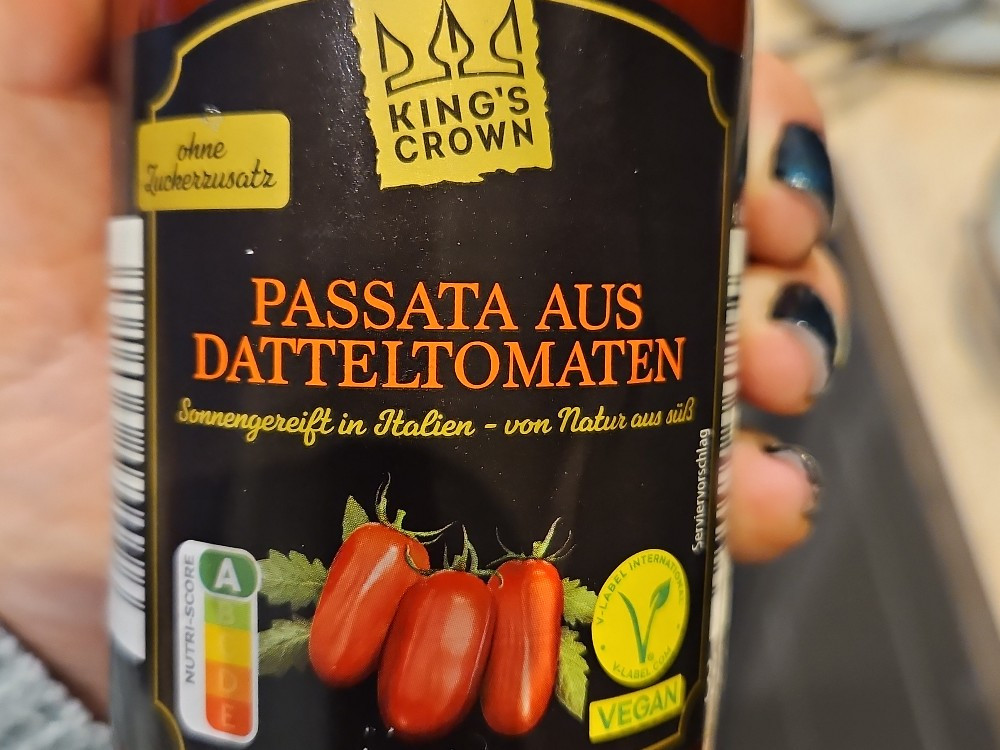 KING'S
CROWN
ohne
Zuckerzusatz
PASSATA AUS
DATTELTOMATEN
Sonnengereift in Italien - von Natur aus süß
Serviervorschlag
NUTRI-SCORE
A
B
D
E
V-LABEL INTERNATIONAL
V-LABEL.COM
VEGAN